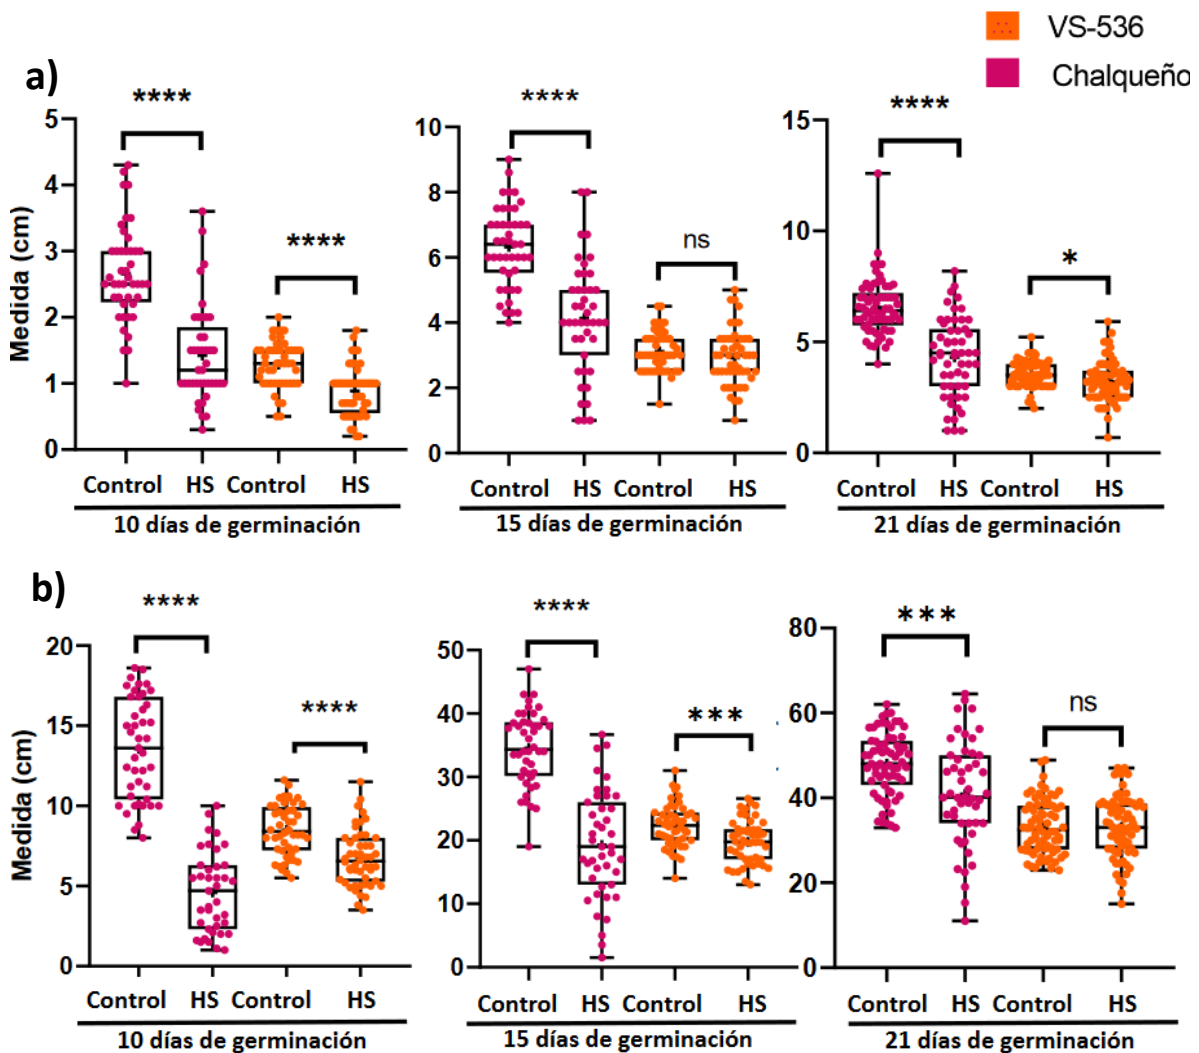 VS-536
Chalqueño
a)
**** **** ****
**** ns *
Medida (cm)
5
4
3
2
1
0
10
8
6
4
2
0
15
10
5
0
Control HS Control HS
10 días de germinación
Control HS Control HS
15 días de germinación
Control HS Control HS
21 días de germinación
b)
**** **** ***
**** *** ns
Medida (cm)
20
15
10
5
0
50
40
30
20
10
0
80
60
40
20
0
Control HS Control HS
10 días de germinación
Control HS Control HS
15 días de germinación
Control HS Control HS
21 días de germinación